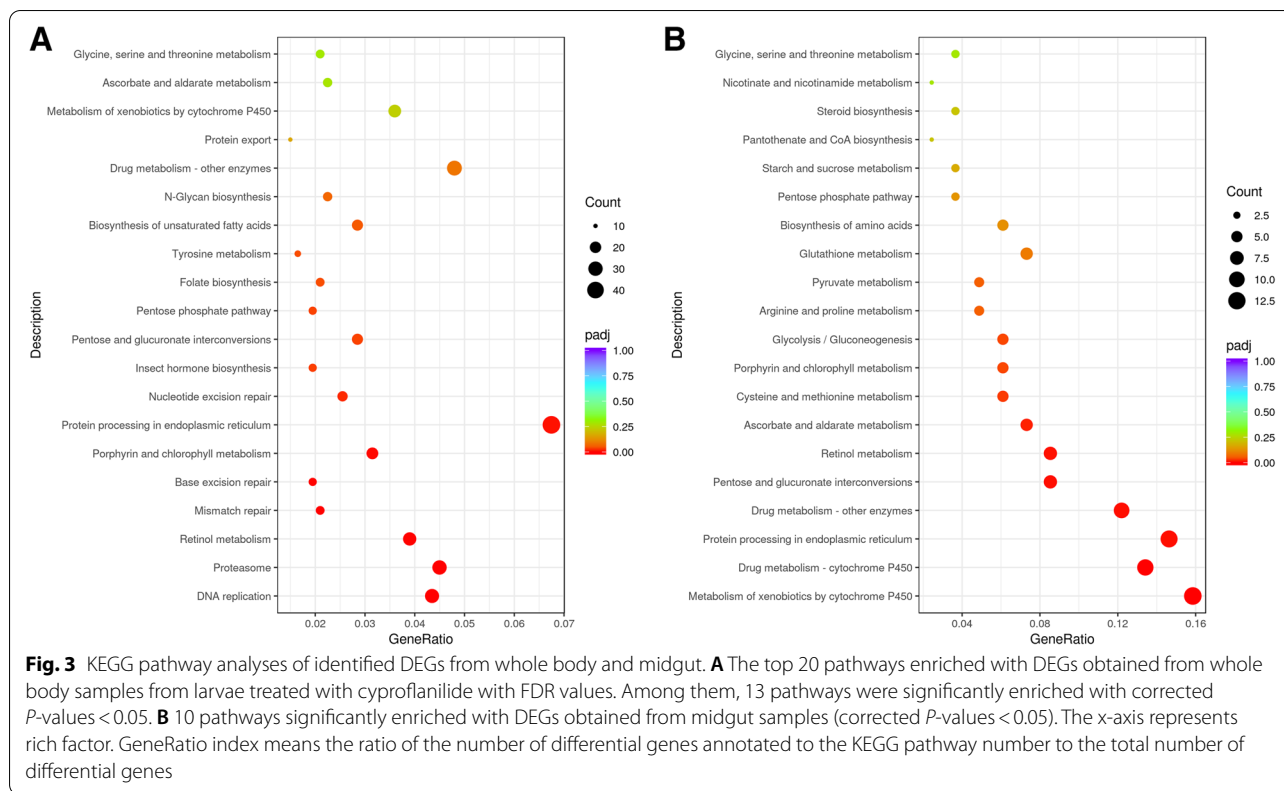 A
Glycine, serine and threonine metabolism
Ascorbate and aldarate metabolism
Metabolism of xenobiotics by cytochrome P450
Protein export
Drug metabolism - other enzymes
N-Glycan biosynthesis
Biosynthesis of unsaturated fatty acids
Tyrosine metabolism
Folate biosynthesis
Pentose phosphate pathway
Pentose and glucuronate interconversions
Insect hormone biosynthesis
Nucleotide excision repair
Protein processing in endoplasmic reticulum
Porphyrin and chlorophyll metabolism
Base excision repair
Mismatch repair
Retinol metabolism
Proteasome
DNA replication
Description
0.02 0.03 0.04 0.05 0.06 0.07
GeneRatio
Count
10
20
30
40
padj
1.00
0.75
0.50
0.25
0.00
B
Glycine, serine and threonine metabolism
Nicotinate and nicotinamide metabolism
Steroid biosynthesis
Pantothenate and CoA biosynthesis
Starch and sucrose metabolism
Pentose phosphate pathway
Biosynthesis of amino acids
Glutathione metabolism
Pyruvate metabolism
Arginine and proline metabolism
Glycolysis / Gluconeogenesis
Porphyrin and chlorophyll metabolism
Cysteine and methionine metabolism
Ascorbate and aldarate metabolism
Retinol metabolism
Pentose and glucuronate interconversions
Drug metabolism - other enzymes
Protein processing in endoplasmic reticulum
Drug metabolism - cytochrome P450
Metabolism of xenobiotics by cytochrome P450
Description
0.04 0.08 0.12 0.16
GeneRatio
Count
2.5
5.0
7.5
10.0
12.5
padj
1.00
0.75
0.50
0.25
0.00
Fig. 3 KEGG pathway analyses of identified DEGs from whole body and midgut. A The top 20 pathways enriched with DEGs obtained from whole
body samples from larvae treated with cyproflanilide with FDR values. Among them, 13 pathways were significantly enriched with corrected
P-values < 0.05. B 10 pathways significantly enriched with DEGs obtained from midgut samples (corrected P-values < 0.05). The x-axis represents
rich factor. GeneRatio index means the ratio of the number of differential genes annotated to the KEGG pathway number to the total number of
differential genes